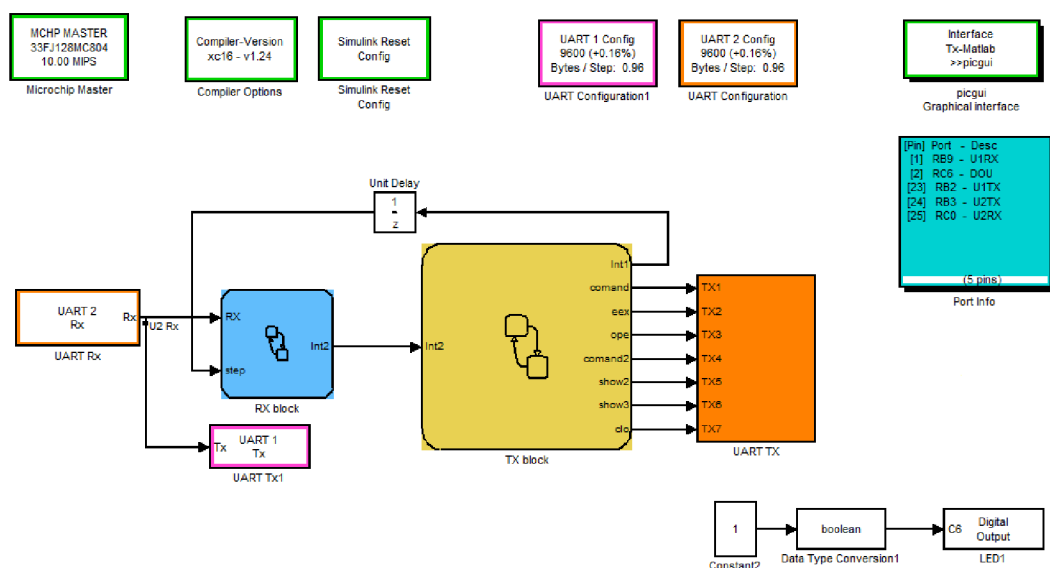 MCHP MASTER
33FJ128MC804
10.00 MIPS
Microchip Master
Compiler-Version
xc16 - v1.24
Compiler Options
Simulink Reset
Config
Simulink Reset
Config
UART 1 Config
9600 (+0.16%)
Bytes / Step: 0.96
UART Configuration1
UART 2 Config
9600 (+0.16%)
Bytes / Step: 0.96
UART Configuration
Interface
Tx-Matlab
>>picgui
picgui
Graphical interface
[Pin] Port - Desc
[1] RB9 - U1RX
[2] RC6 - DOU
[23] RB2 - U1TX
[24] RB3 - U2TX
[25] RC0 - U2RX
(5 pins)
Port Info
Unit Delay
1
z
UART 2
Rx
Rx
UART Rx
U2 Rx
RX
step
Int2
RX block
Tx
UART 1
Tx
UART Tx1
Int2
Int1
comand
eex
ope
comand2
show2
show3
clo
TX block
TX1
TX2
TX3
TX4
TX5
TX6
TX7
UART TX
1
Constant2
boolean
Data Type Conversion1
C6
Digital
Output
LED1